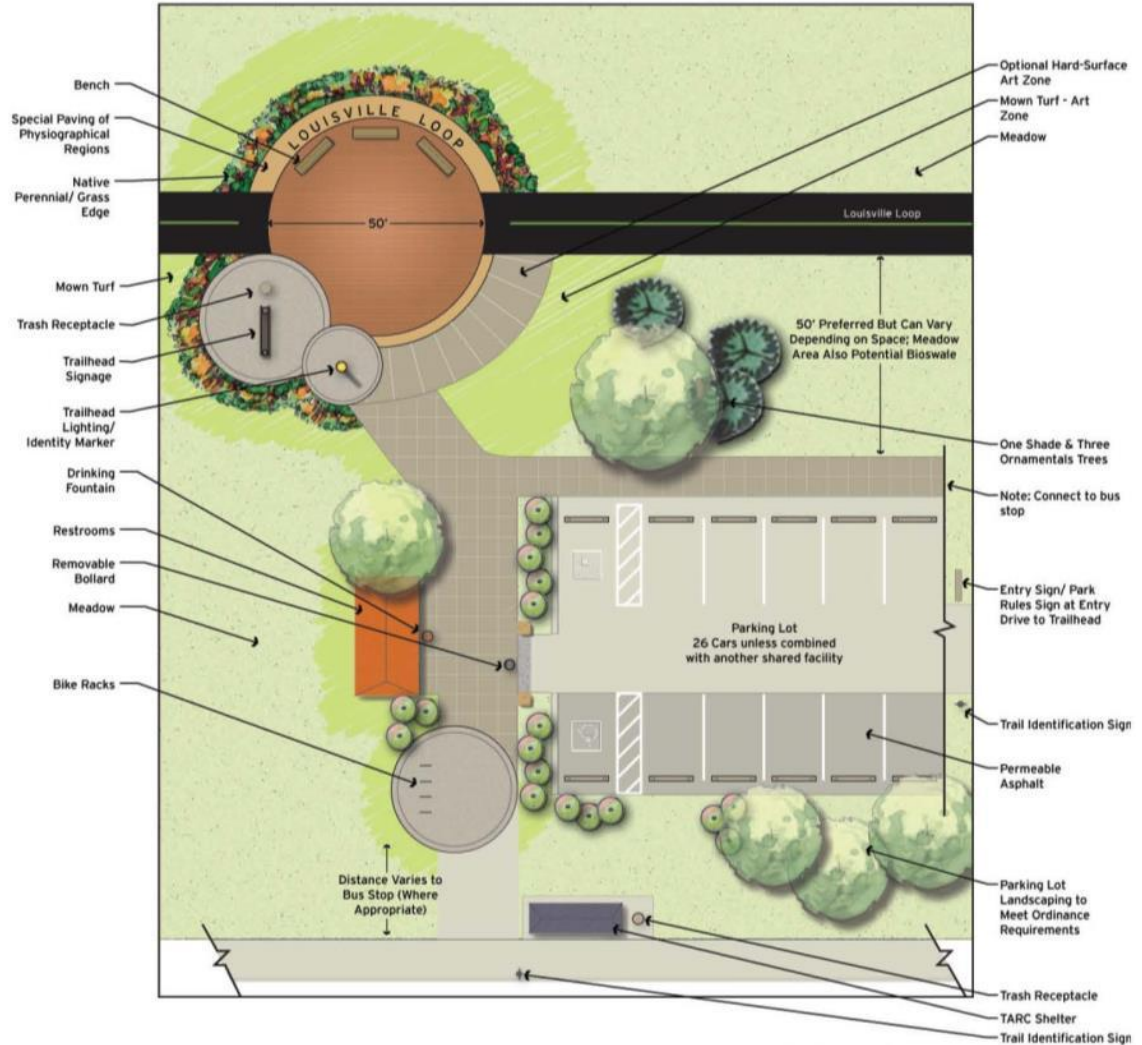 Bench
Special Paving of
Physiographical
Regions
Native
Perennial/ Grass
Edge
Mown Turf
Trash Receptacle
Trailhead
Signage
Trailhead
Lighting/
Identity Marker
Drinking
Fountain
Restrooms
Removable
Bollard
Meadow
Bike Racks
LOUISVILLE LOOP
50'
Louisville Loop
50' Preferred But Can Vary
Depending on Space; Meadow
Area Also Potential Bioswale
Parking Lot
26 Cars unless combined
with another shared facility
Distance Varies to
Bus Stop (Where
Appropriate)
Optional Hard-Surface
Art Zone
Mown Turf - Art
Zone
Meadow
One Shade & Three
Ornamentals Trees
Note: Connect to bus
stop
Entry Sign/ Park
Rules Sign at Entry
Drive to Trailhead
Trail Identification Sign
Permeable
Asphalt
Parking Lot
Landscaping to
Meet Ordinance
Requirements
Trash Receptacle
TARC Shelter
Trail Identification Sign